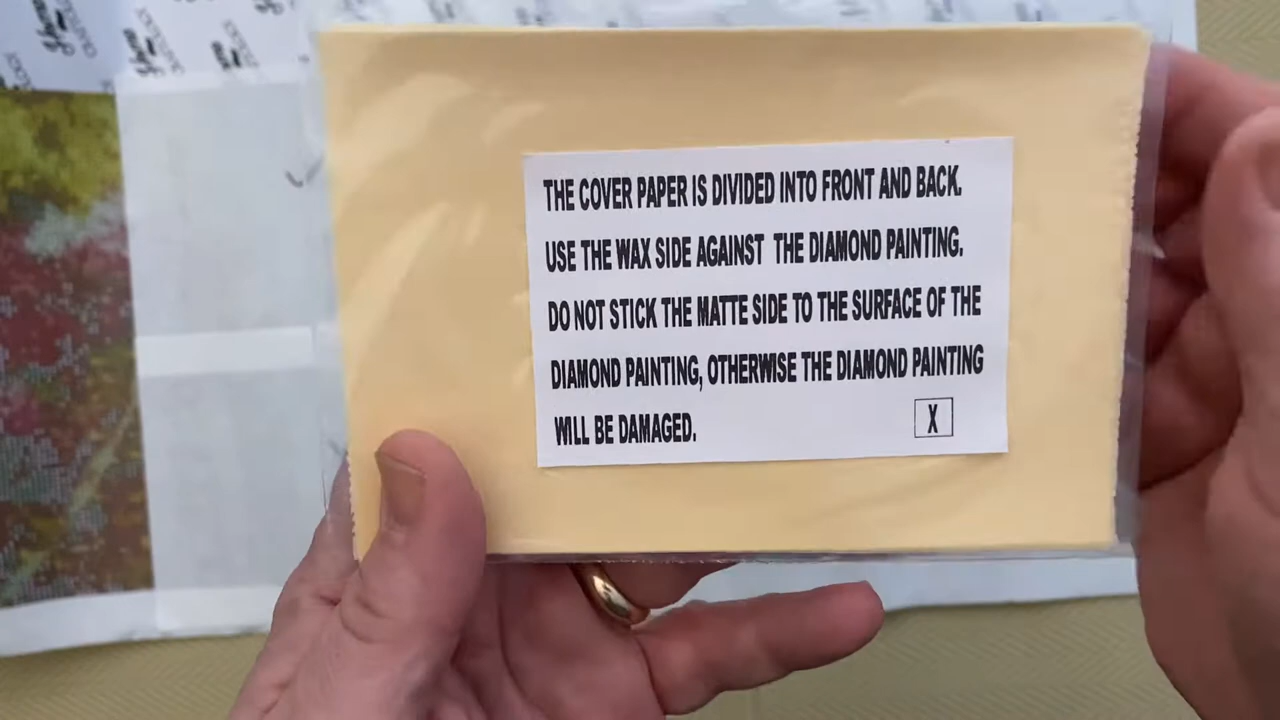 THE COVER PAPER IS DIVIDED INTO FRONT AND BACK.
USE THE WAX SIDE AGAINST THE DIAMOND PAINTING.
DO NOT STICK THE MATTE SIDE TO THE SURFACE OF THE
DIAMOND PAINTING, OTHERWISE THE DIAMOND PAINTING
WILL BE DAMAGED.
X